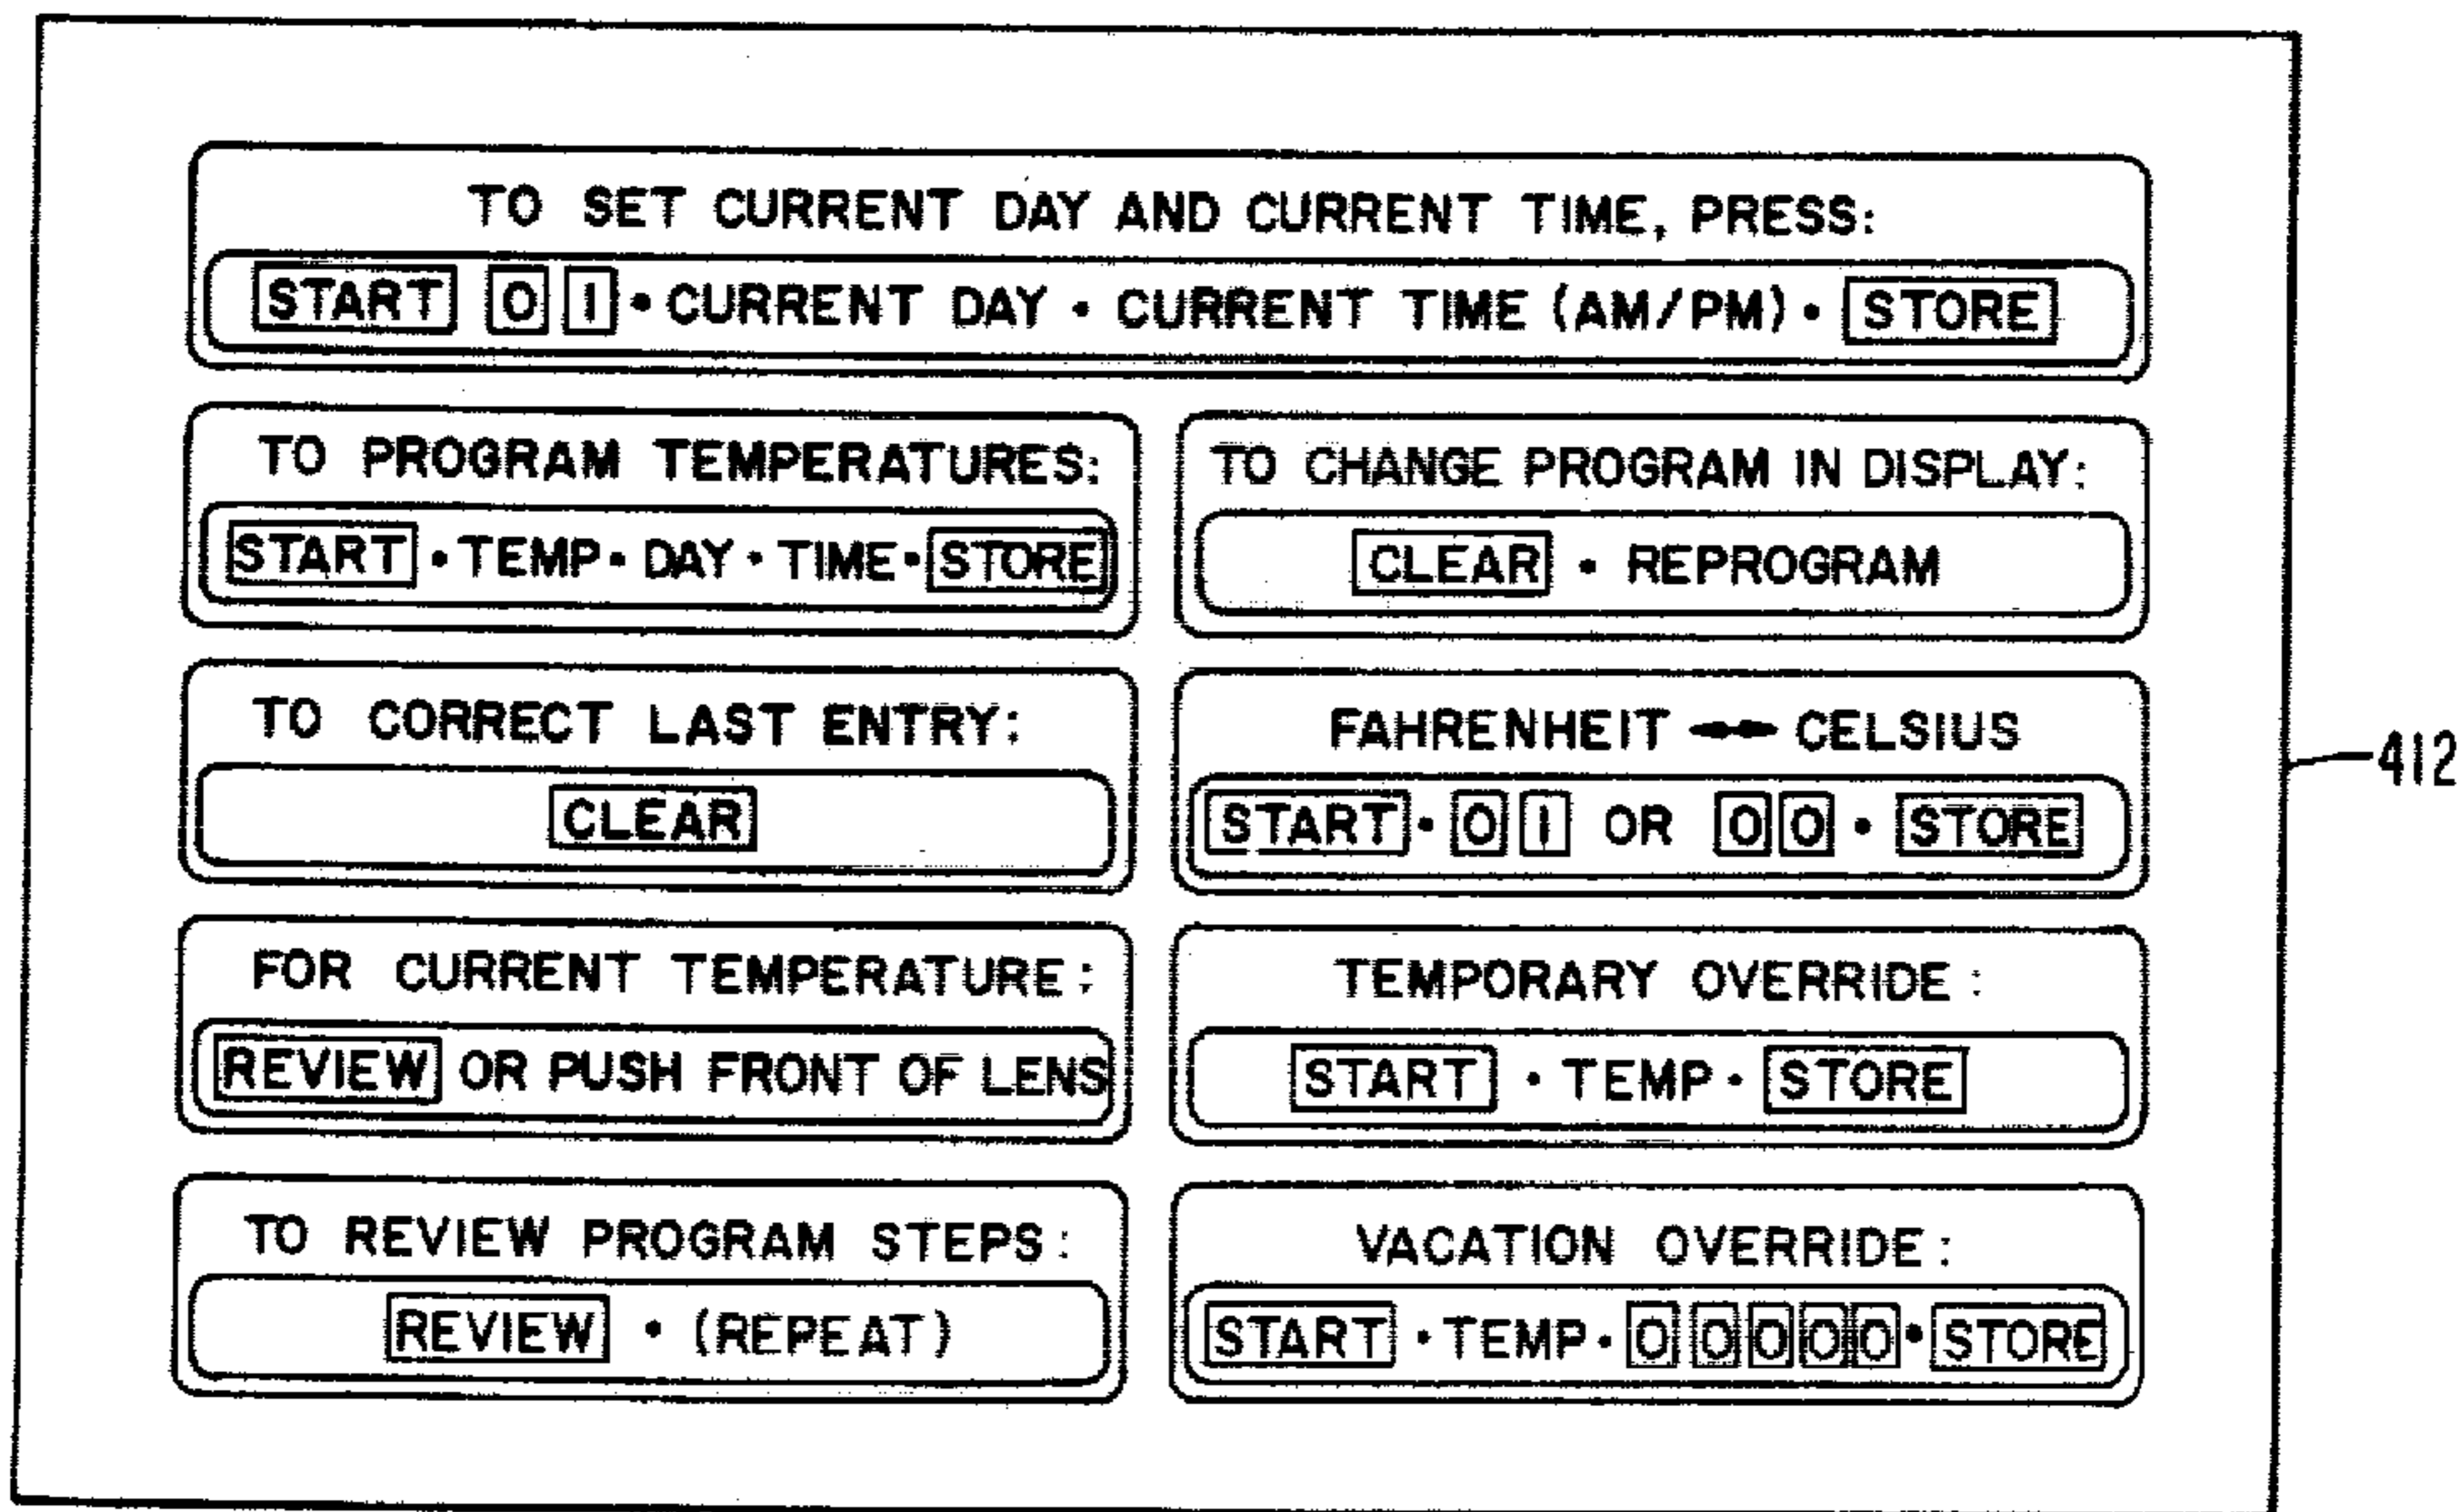 TO SET CURRENT DAY AND CURRENT TIME, PRESS:
START 0 1 • CURRENT DAY • CURRENT TIME (AM/PM) • STORE
TO PROGRAM TEMPERATURES:
START • TEMP • DAY • TIME • STORE
TO CHANGE PROGRAM IN DISPLAY:
CLEAR • REPROGRAM
TO CORRECT LAST ENTRY:
CLEAR
FAHRENHEIT ↔ CELSIUS
START • 0 1 OR 0 0 • STORE
412
FOR CURRENT TEMPERATURE:
REVIEW OR PUSH FRONT OF LENS
TEMPORARY OVERRIDE:
START • TEMP • STORE
TO REVIEW PROGRAM STEPS:
REVIEW • (REPEAT)
VACATION OVERRIDE:
START • TEMP • 0 0 0 0 0 • STORE